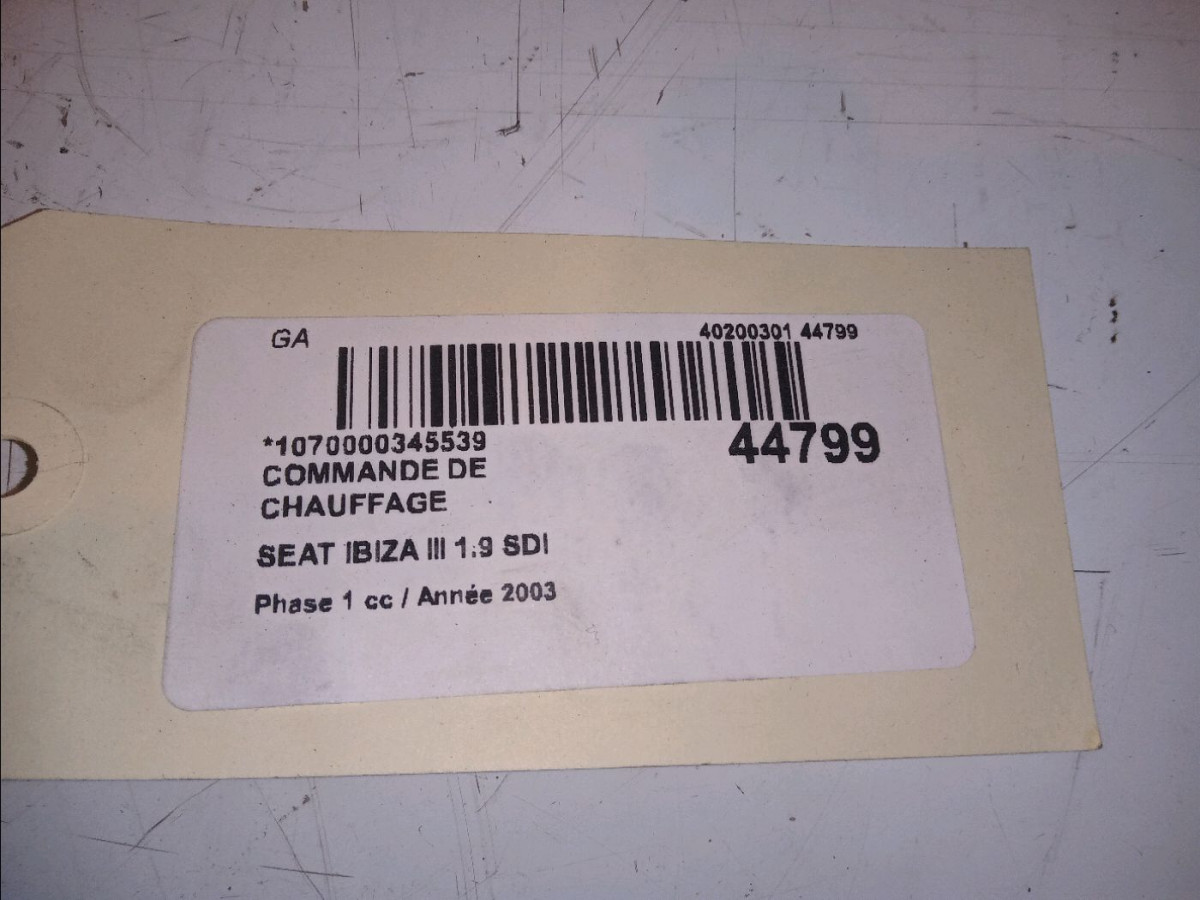 GA
40200301 44799
*1070000345539
44799
COMMANDE DE
CHAUFFAGE
SEAT IBIZA III 1.9 SDI
Phase 1 cc / Année 2003